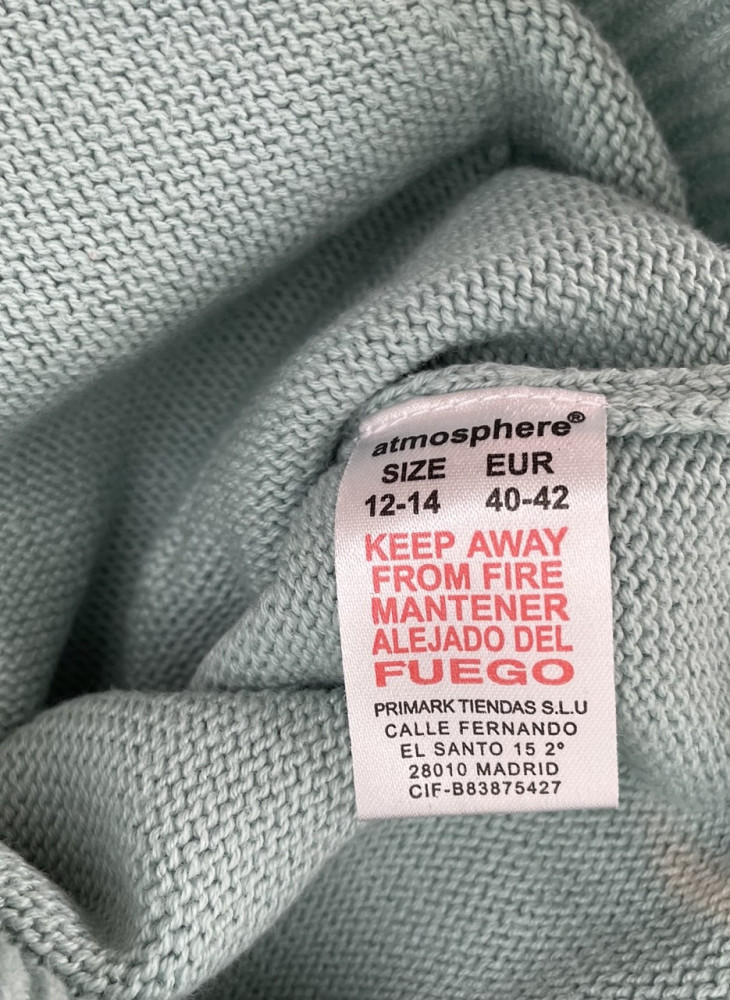 atmosphere®
SIZE EUR
12-14 40-42
KEEP AWAY
FROM FIRE
MANTENER
ALEJADO DEL
FUEGO
PRIMARK TIENDAS S.L.U
CALLE FERNANDO
EL SANTO 15 2º
28010 MADRID
CIF-B83875427